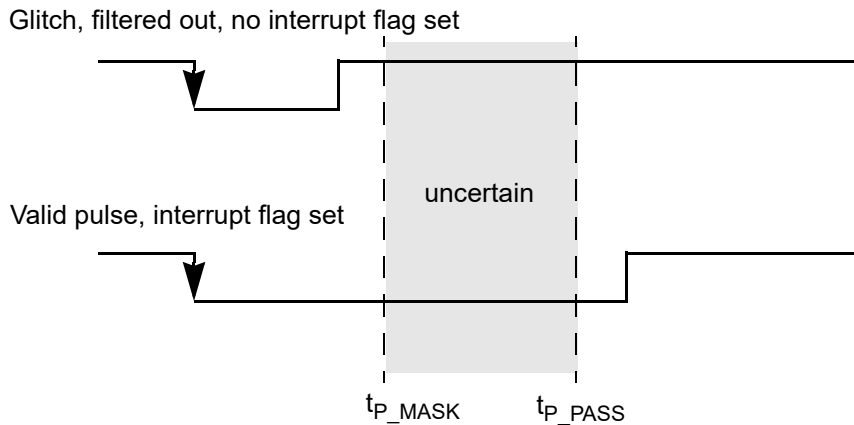 Glitch, filtered out, no interrupt flag set
uncertain
Valid pulse, interrupt flag set
tP_MASK tP_PASS